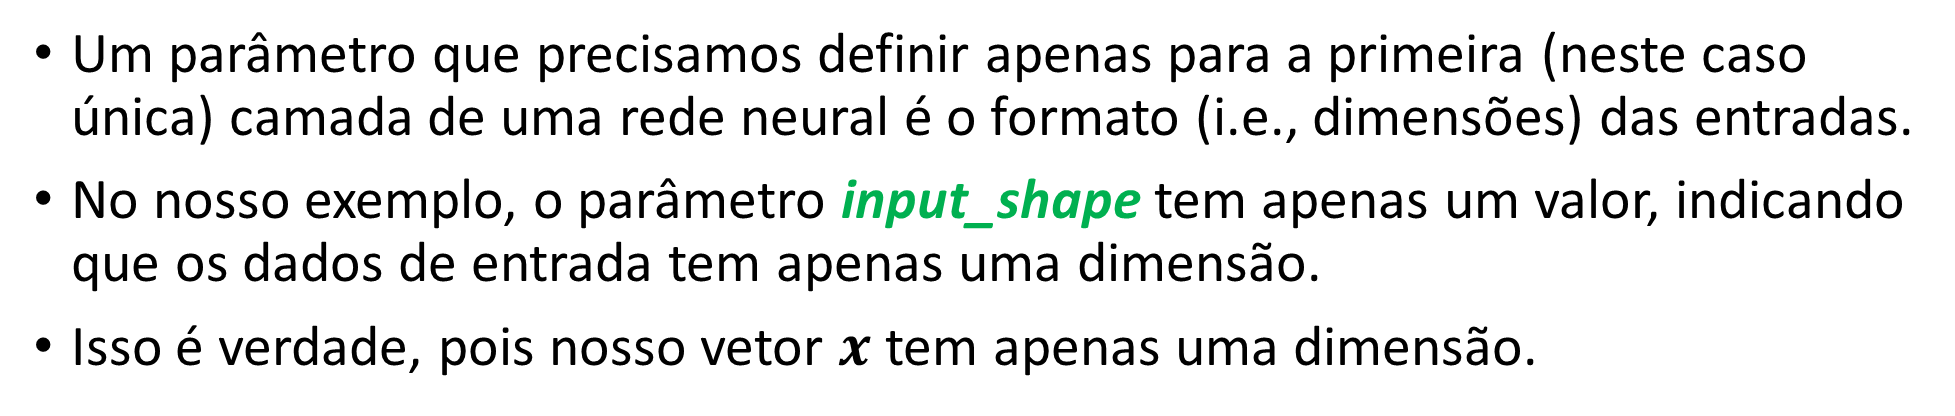 • Um parâmetro que precisamos definir apenas para a primeira (neste caso
única) camada de uma rede neural é o formato (i.e., dimensões) das entradas.
• No nosso exemplo, o parâmetro input_shape tem apenas um valor, indicando
que os dados de entrada tem apenas uma dimensão.
• Isso é verdade, pois nosso vetor x tem apenas uma dimensão.